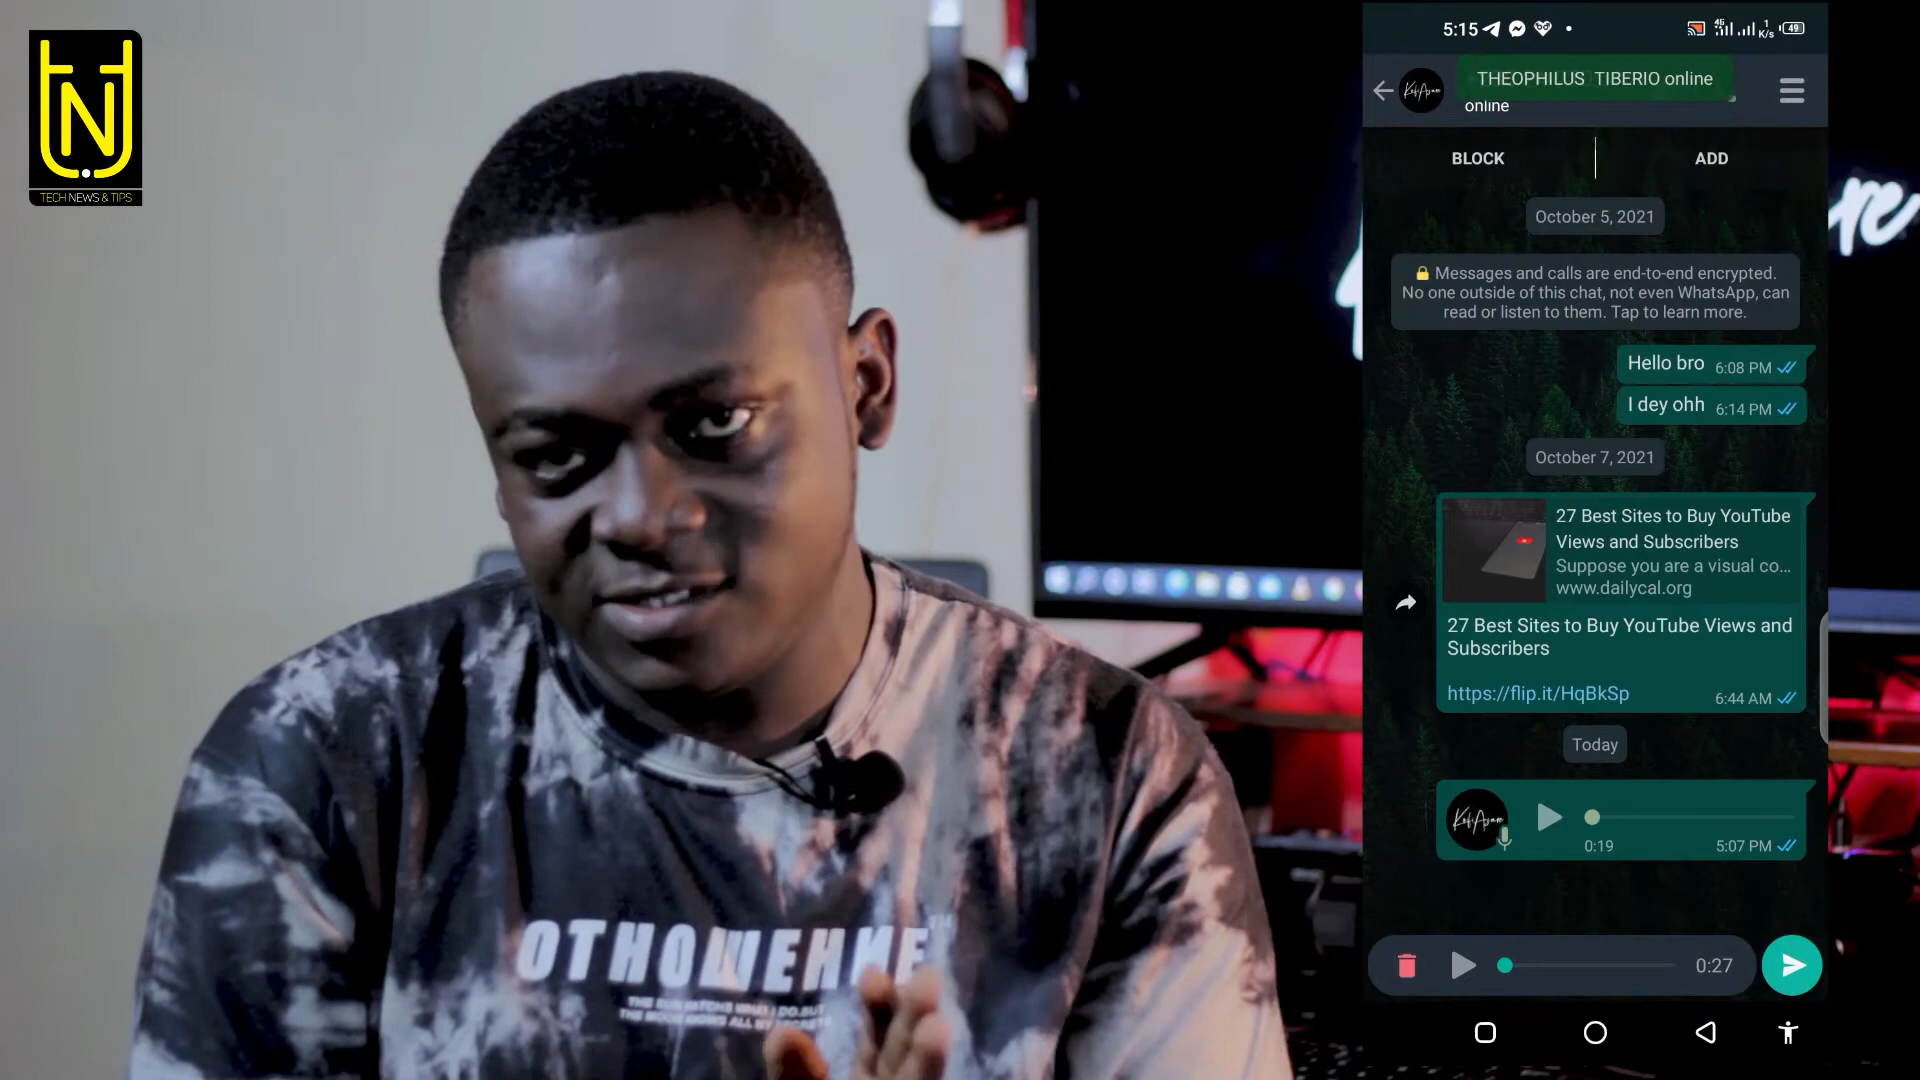 TECH NEWS & TIPS
OTHOШEHNE
5:15
4G
1
K/s
49
THEOPHILUS TIBERIO online
online
BLOCK
ADD
October 5, 2021
Messages and calls are end-to-end encrypted.
No one outside of this chat, not even WhatsApp, can
read or listen to them. Tap to learn more.
Hello bro 6:08 PM
I dey ohh 6:14 PM
October 7, 2021
27 Best Sites to Buy YouTube
Views and Subscribers
Suppose you are a visual co...
www.dailycal.org
27 Best Sites to Buy YouTube Views and
Subscribers
https://flip.it/HqBkSp
6:44 AM
Today
0:19
5:07 PM
0:27